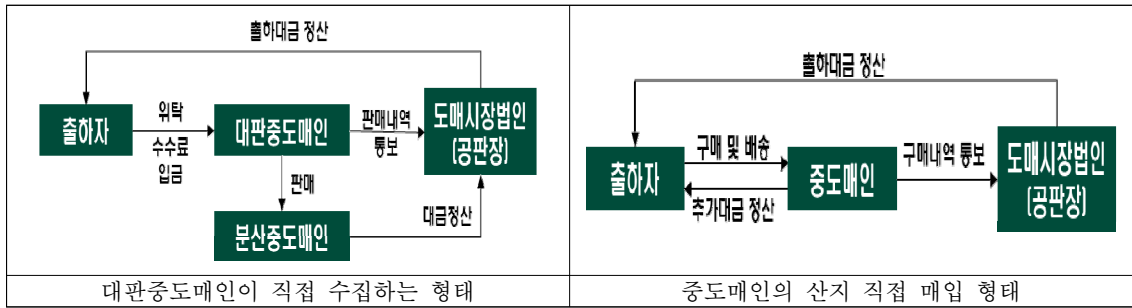 출하대금 정산
출하자
위탁
수수료
입금
대판중도매인
판매내역
통보
도매시장법인
(공판장)
판매
분산중도매인
대금정산
대판중도매인이 직접 수집하는 형태
출하대금 정산
출하자
구매 및 배송
추가대금 정산
중도매인
구매내역 통보
도매시장법인
(공판장)
중도매인의 산지 직접 매입 형태